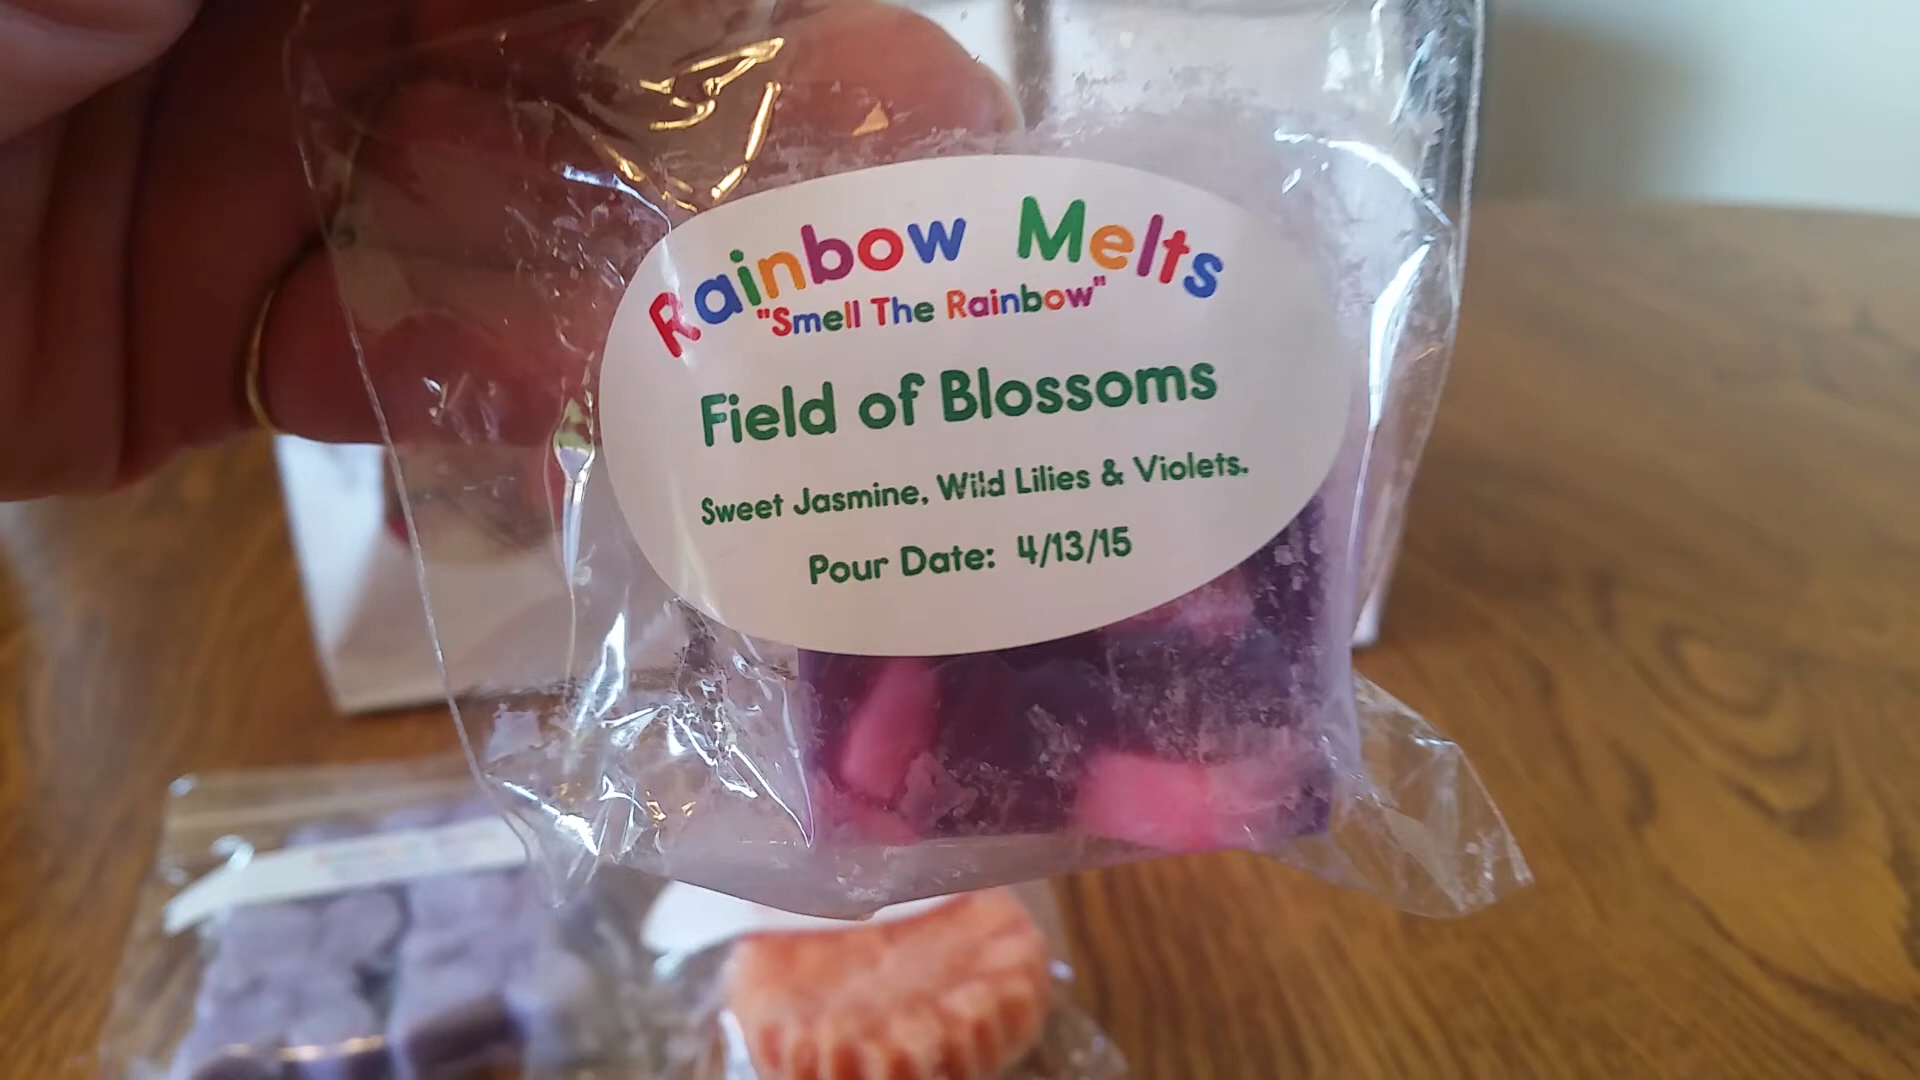 Rainbow Melts
"Smell The Rainbow"
Field of Blossoms
Sweet Jasmine, Wild Lilies & Violets.
Pour Date: 4/13/15